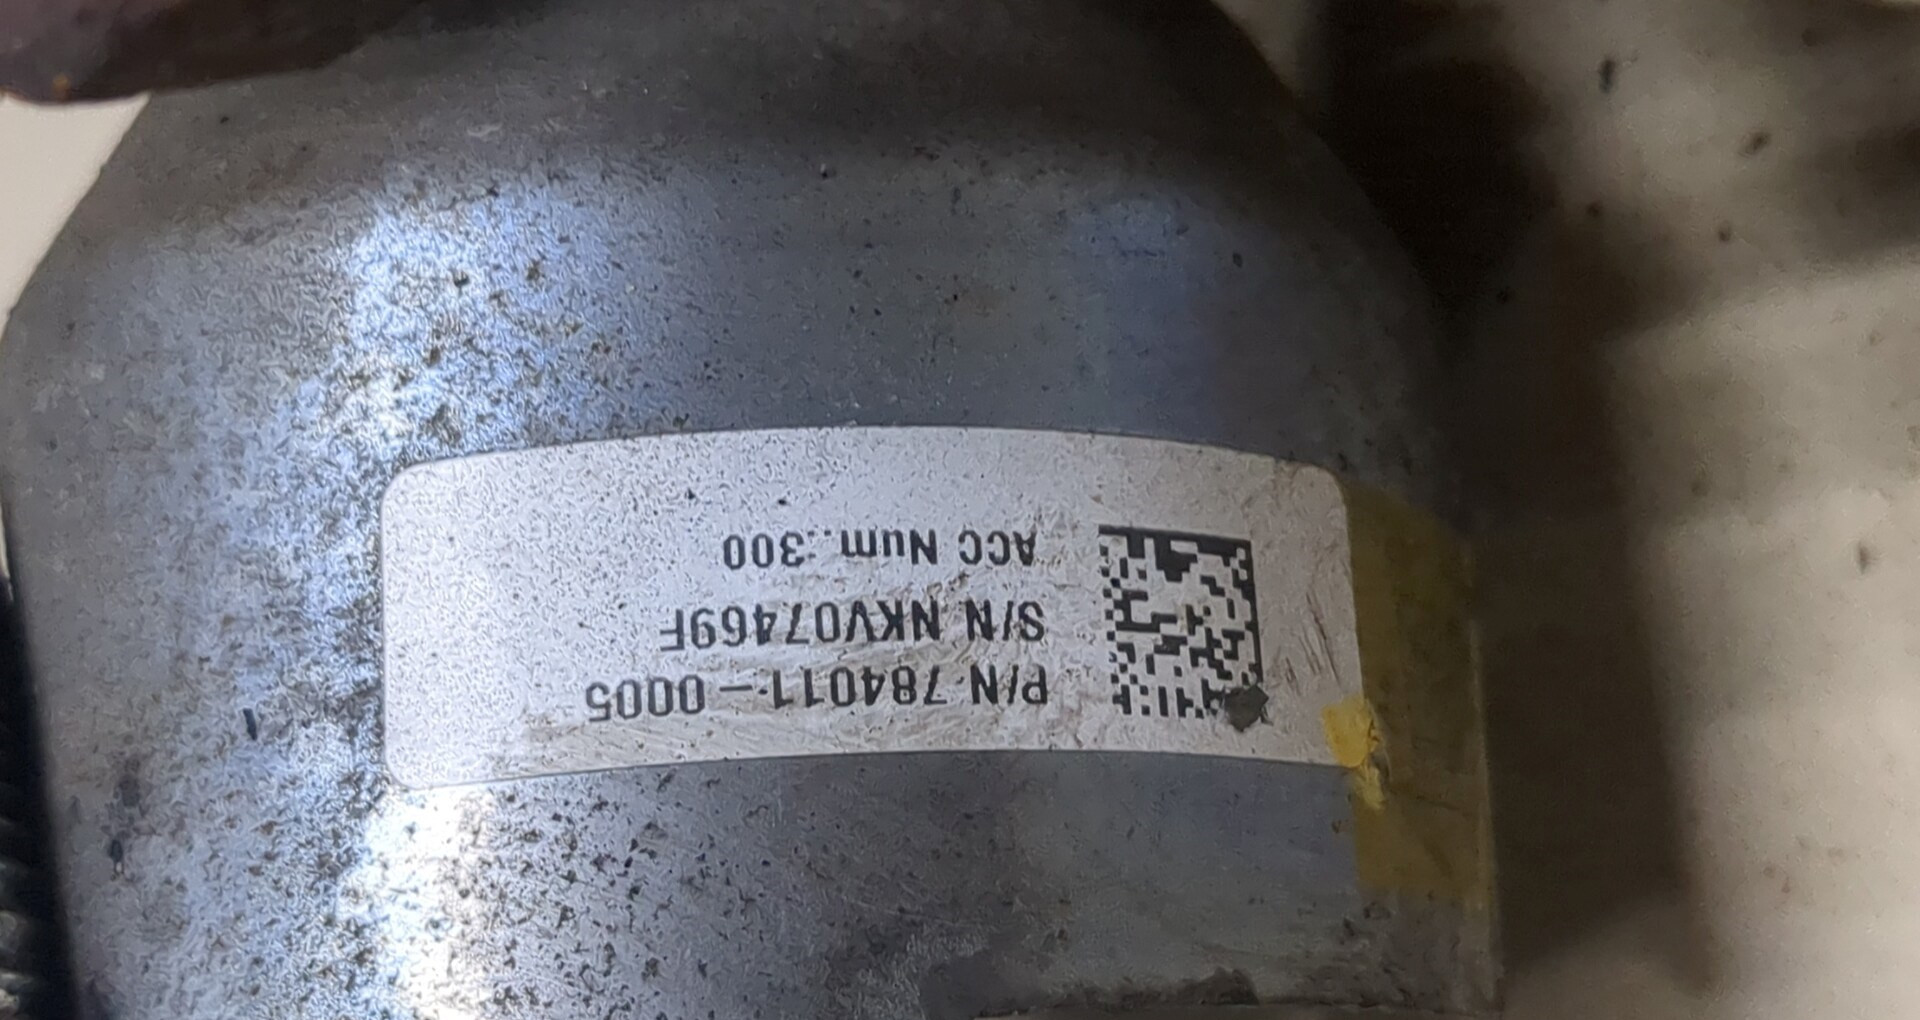 P/N 784011-0005
S/N NKV07469F
ACC Num.:300